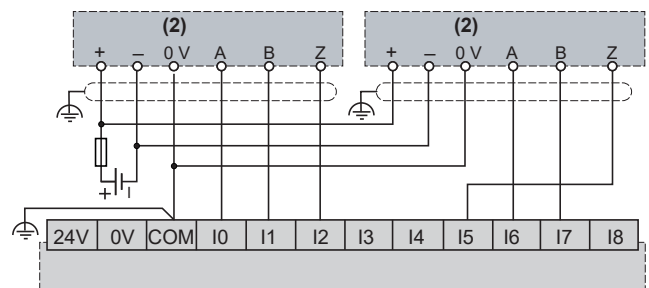 (2) (2)
+ – 0 V A B Z + – 0 V A B Z
+ –
24V 0V COM I0 I1 I2 I3 I4 I5 I6 I7 I8